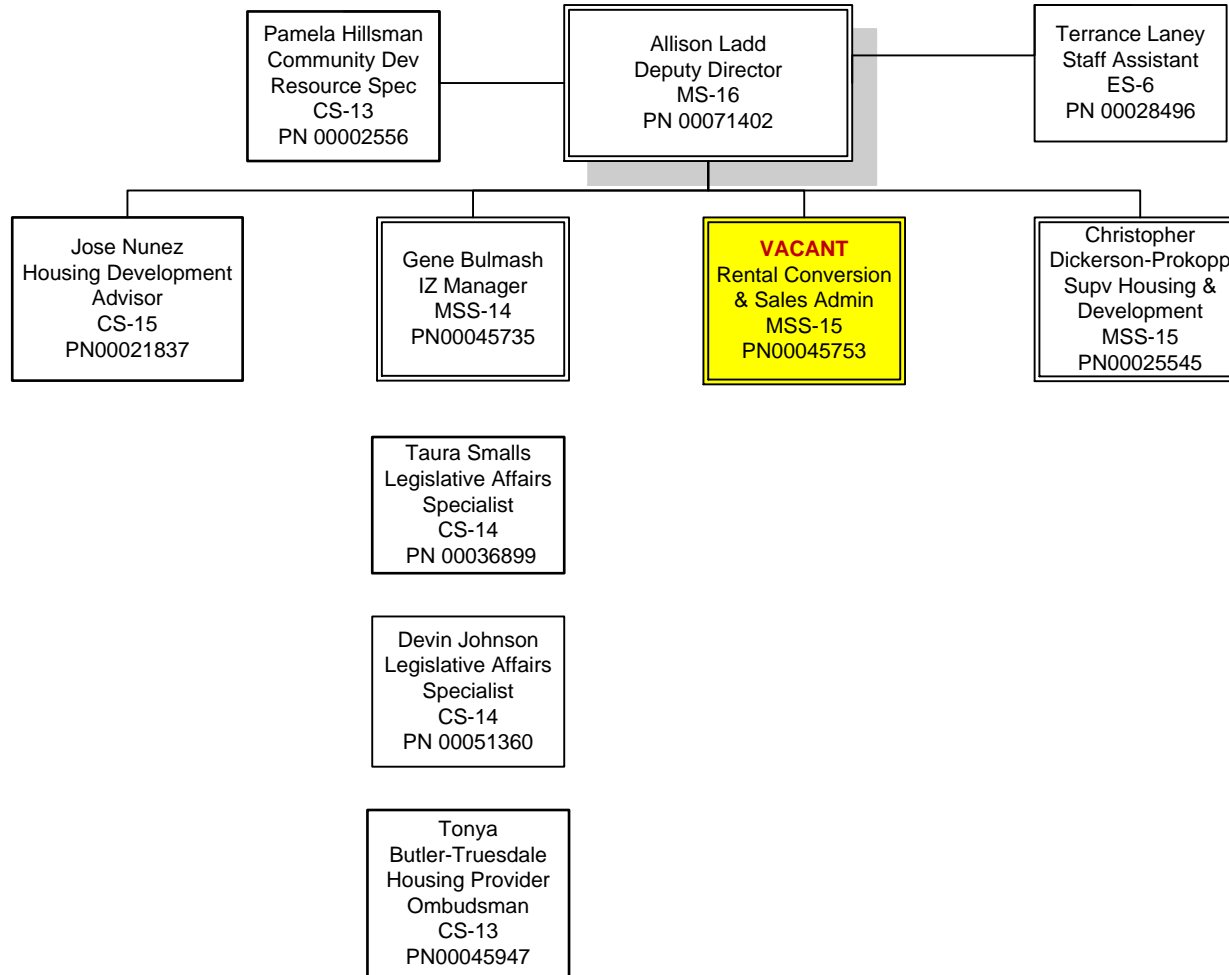 Pamela Hillsman
Community Dev
Resource Spec
CS-13
PN 00002556
Allison Ladd
Deputy Director
MS-16
PN 00071402
Terrance Laney
Staff Assistant
ES-6
PN 00028496
Jose Nunez
Housing Development
Advisor
CS-15
PN00021837
Gene Bulmash
IZ Manager
MSS-14
PN00045735
VACANT
Rental Conversion
& Sales Admin
MSS-15
PN00045753
Christopher
Dickerson-Prokopp
Supv Housing &
Development
MSS-15
PN00025545
Taura Smalls
Legislative Affairs
Specialist
CS-14
PN 00036899
Devin Johnson
Legislative Affairs
Specialist
CS-14
PN 00051360
Tonya
Butler-Truesdale
Housing Provider
Ombudsman
CS-13
PN00045947